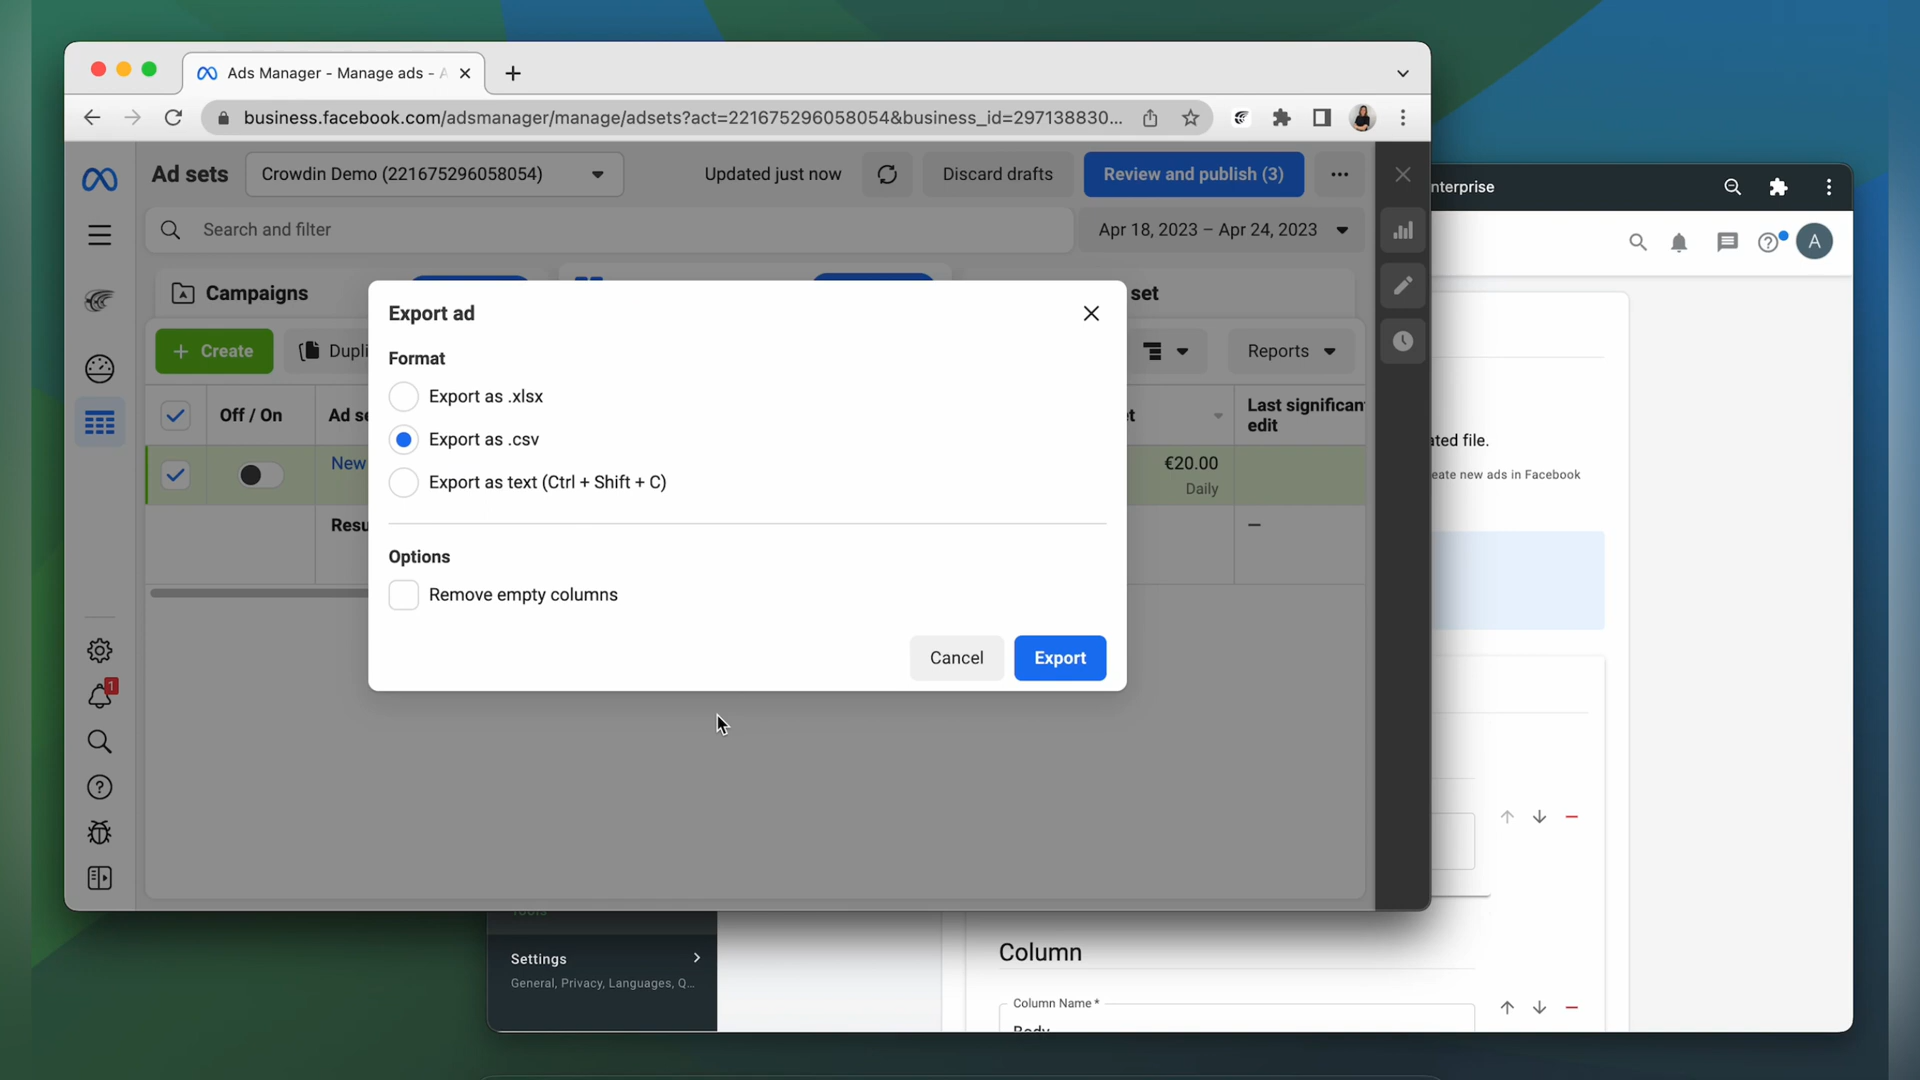 Ads Manager - Manage ads - A
business.facebook.com/adsmanager/manage/adsets?act=221675296058054&business_id=297138830...
Ad sets
Crowdin Demo (221675296058054)
Updated just now
Discard drafts
Review and publish (3)
nterprise
Search and filter
Apr 18, 2023 – Apr 24, 2023
A
Campaigns
set
Export ad
Create
Dupli
Reports
Format
Export as .xlsx
Export as .csv
Export as text (Ctrl + Shift + C)
Off / On
Ad se
et
Last significan
edit
New
€20.00
Daily
Resu
—
Options
Remove empty columns
Cancel
Export
1
ated file.
eate new ads in Facebook
Tools
Settings
General, Privacy, Languages, Q...
Column
Column Name *
Body